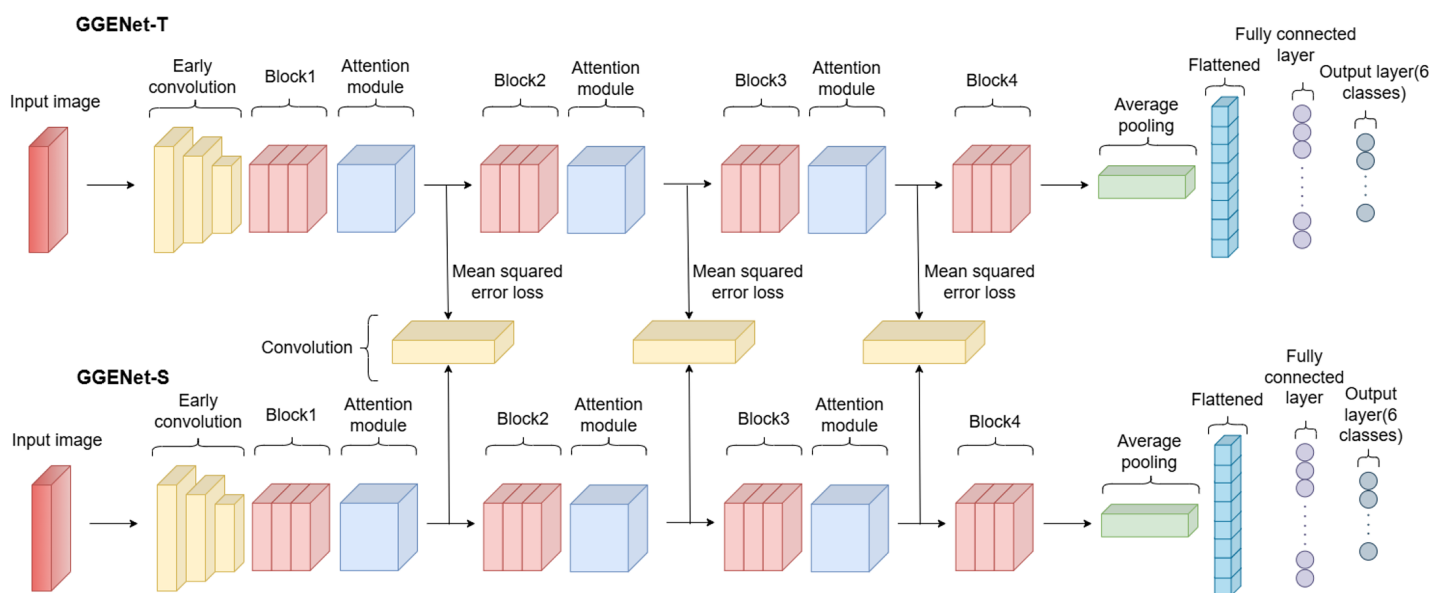 GGENet-T
Input image
Early
convolution
Block1
Attention
module
Block2
Attention
module
Block3
Attention
module
Block4
Average
pooling
Flattened
Fully connected
layer
Output layer(6
classes)
Mean squared
error loss
Mean squared
error loss
Mean squared
error loss
Convolution
GGENet-S
Input image
Early
convolution
Block1
Attention
module
Block2
Attention
module
Block3
Attention
module
Block4
Average
pooling
Flattened
Fully
connected
layer
Output
layer(6
classes)